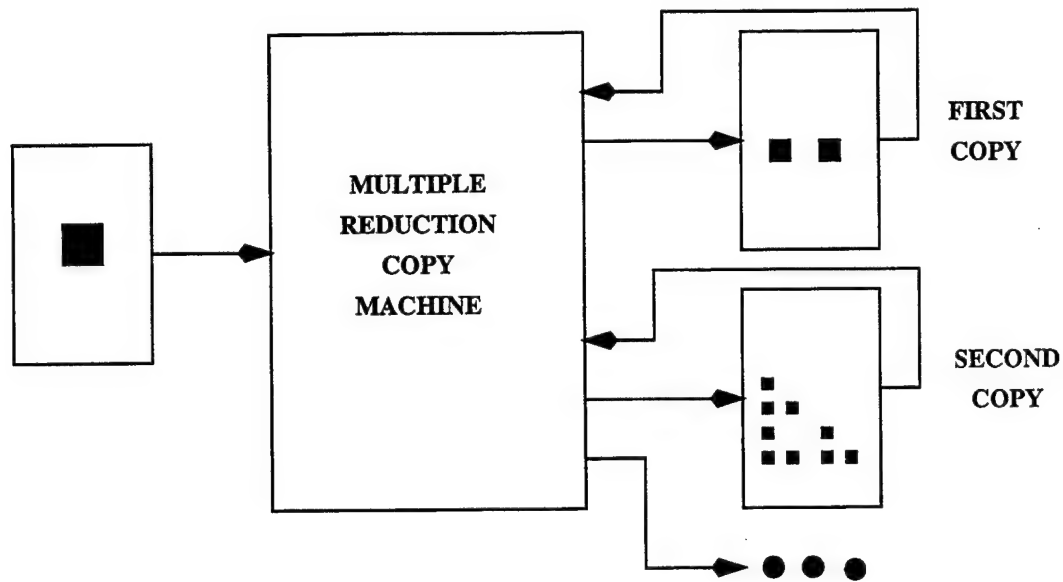 MULTIPLE
REDUCTION
COPY
MACHINE
FIRST
COPY
SECOND
COPY